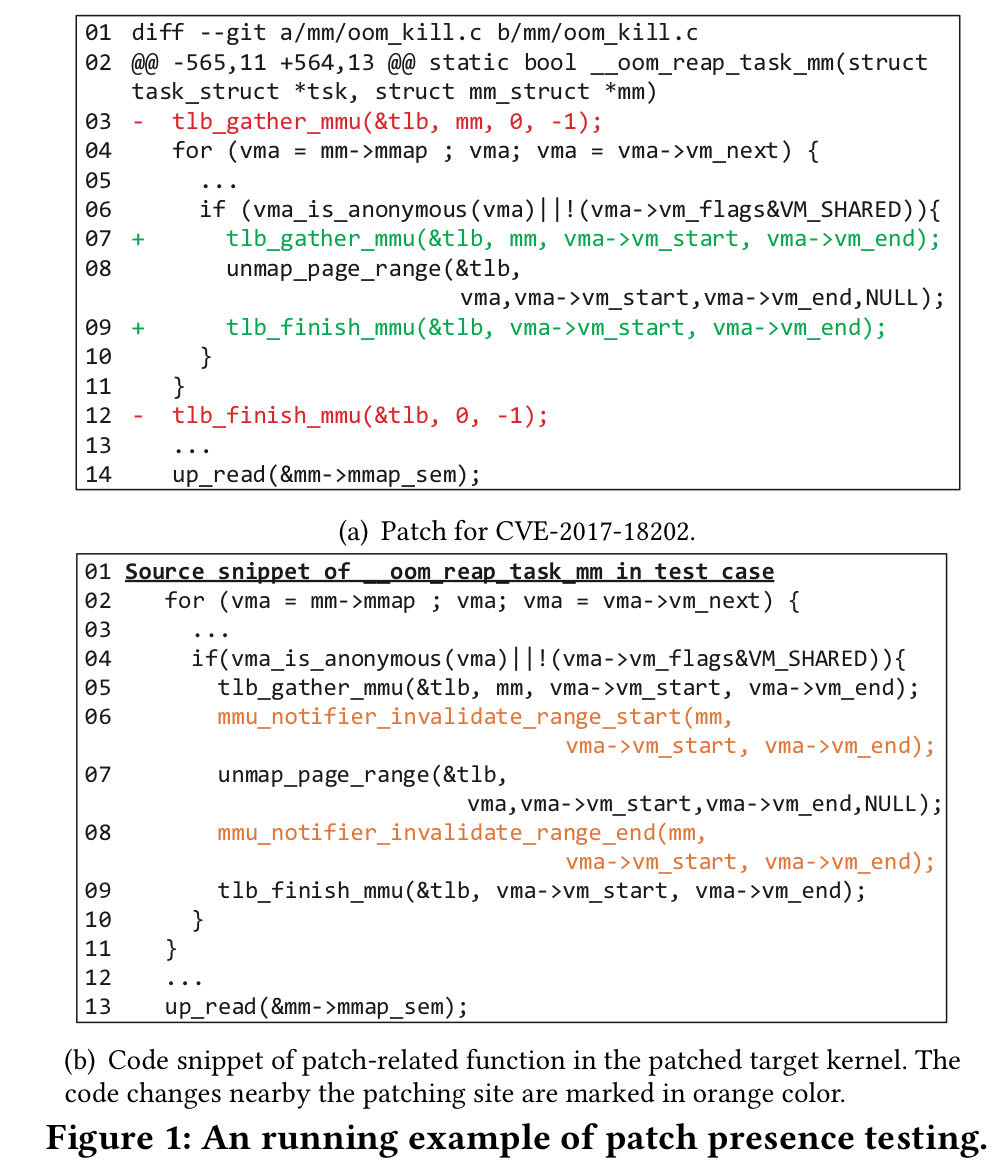 01 diff --git a/mm/oom_kill.c b/mm/oom_kill.c
02 @@ -565,11 +564,13 @@ static bool __oom_reap_task_mm(struct
task_struct *tsk, struct mm_struct *mm)
03 - tlb_gather_mmu(&tlb, mm, 0, -1);
04 for (vma = mm->mmap ; vma; vma = vma->vm_next) {
05 ...
06 if (vma_is_anonymous(vma)||!(vma->vm_flags&VM_SHARED)){
07 + tlb_gather_mmu(&tlb, mm, vma->vm_start, vma->vm_end);
08 unmap_page_range(&tlb,
vma,vma->vm_start,vma->vm_end,NULL);
09 + tlb_finish_mmu(&tlb, vma->vm_start, vma->vm_end);
10 }
11 }
12 - tlb_finish_mmu(&tlb, 0, -1);
13 ...
14 up_read(&mm->mmap_sem);
(a) Patch for CVE-2017-18202.
01 Source snippet of __oom_reap_task_mm in test case
02 for (vma = mm->mmap ; vma; vma = vma->vm_next) {
03 ...
04 if(vma_is_anonymous(vma)||!(vma->vm_flags&VM_SHARED)){
05 tlb_gather_mmu(&tlb, mm, vma->vm_start, vma->vm_end);
06 mmu_notifier_invalidate_range_start(mm,
vma->vm_start, vma->vm_end);
07 unmap_page_range(&tlb,
vma,vma->vm_start,vma->vm_end,NULL);
08 mmu_notifier_invalidate_range_end(mm,
vma->vm_start, vma->vm_end);
09 tlb_finish_mmu(&tlb, vma->vm_start, vma->vm_end);
10 }
11 }
12 ...
13 up_read(&mm->mmap_sem);
(b) Code snippet of patch-related function in the patched target kernel. The
code changes nearby the patching site are marked in orange color.
Figure 1: An running example of patch presence testing.